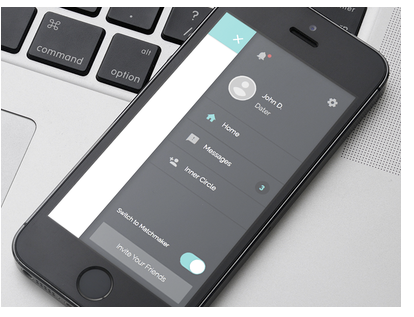 ⌘
command
alt
option
?
/
John D.
Dater
Home
Messages
Inner Circle
3
Switch to Matchmaker
Invite Your Friends